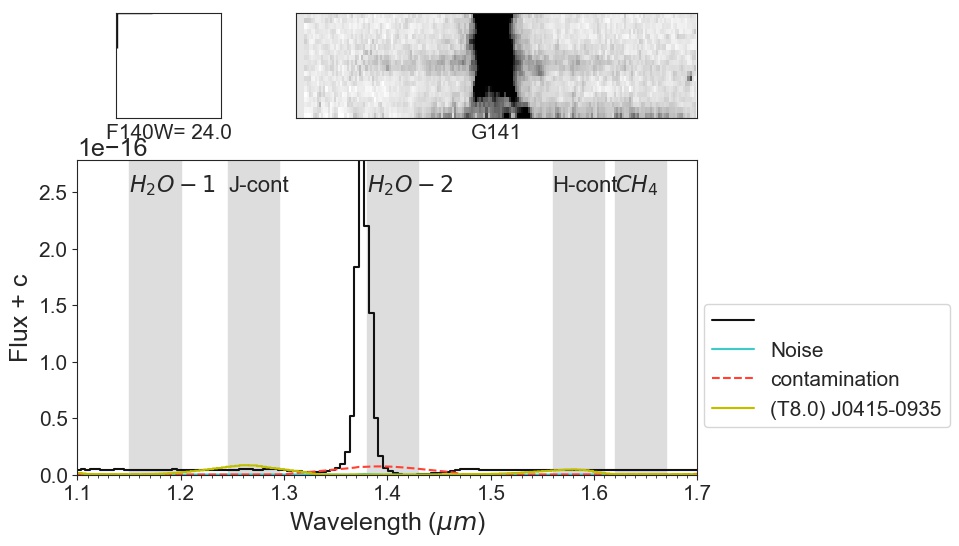 F140W= 24.0
G141
1e−16
H₂O − 1 J-cont H₂O − 2 H-cont CH₄
2.5
2.0
1.5
1.0
0.5
0.0
Flux + c
1.1 1.2 1.3 1.4 1.5 1.6 1.7
Wavelength (μm)
Noise
contamination
(T8.0) J0415-0935